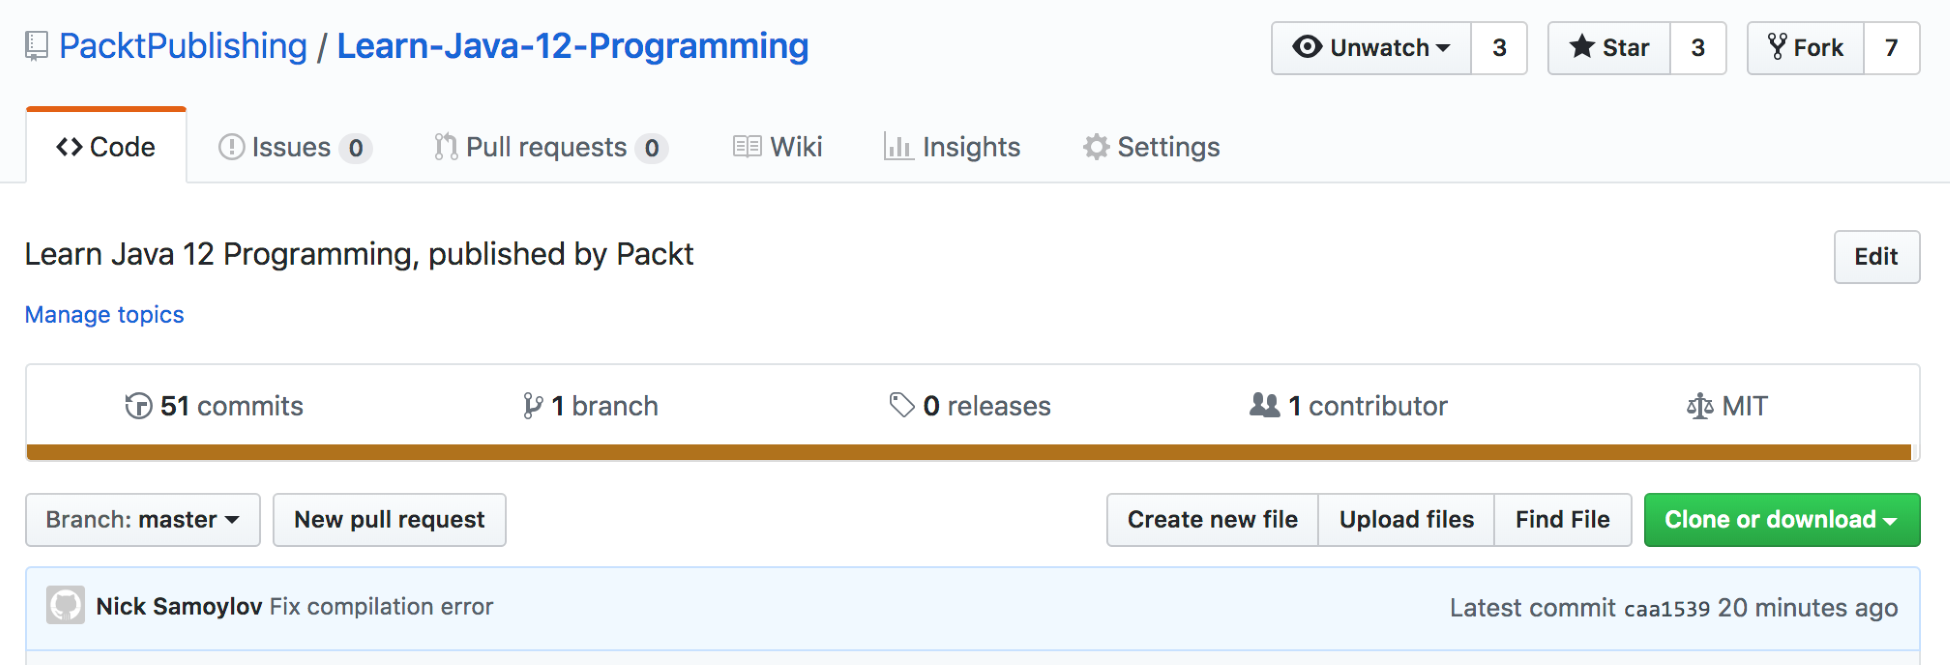 PacktPublishing / Learn-Java-12-Programming Unwatch 3 Star 3 Fork 7
Code Issues 0 Pull requests 0 Wiki Insights Settings
Learn Java 12 Programming, published by Packt Edit
Manage topics
51 commits 1 branch 0 releases 1 contributor MIT
Branch: master New pull request Create new file Upload files Find File Clone or download
Nick Samoylov Fix compilation error Latest commit caa1539 20 minutes ago